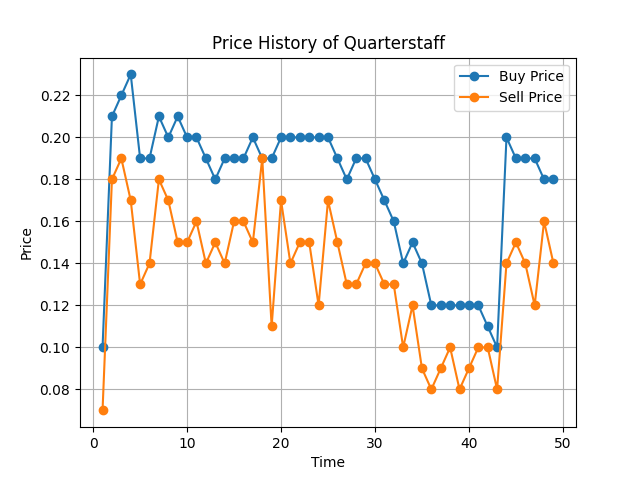 Price History of Quarterstaff
Buy Price
Sell Price
0.22
0.20
0.18
0.16
0.14
0.12
0.10
0.08
Price
0 10 20 30 40 50
Time